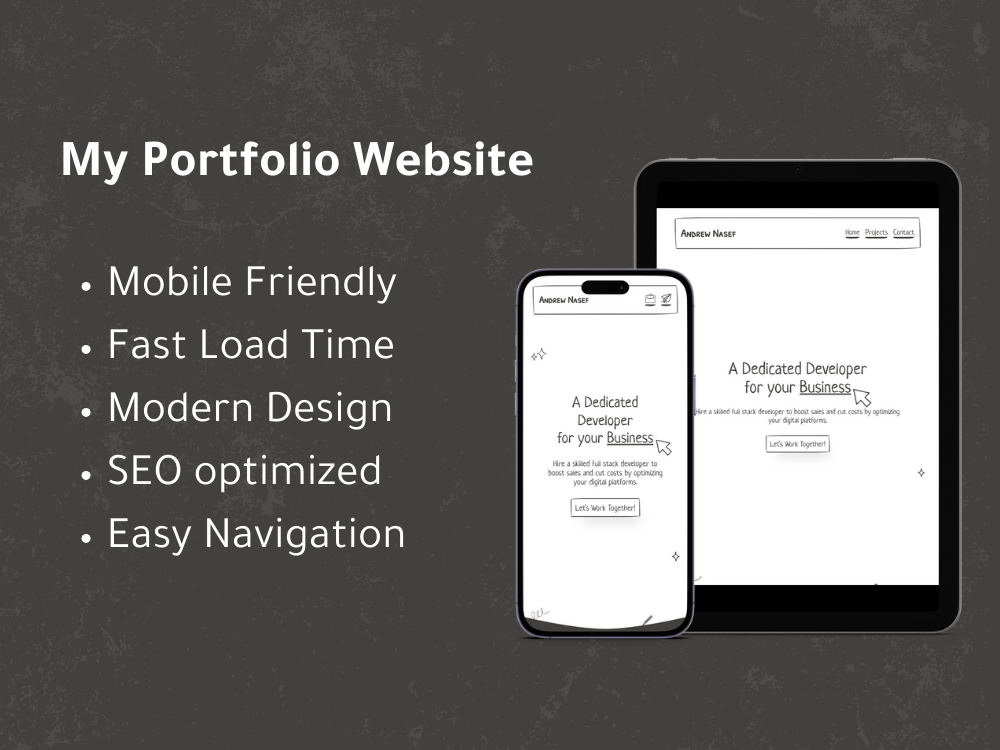 My Portfolio Website
• Mobile Friendly
• Fast Load Time
• Modern Design
• SEO optimized
• Easy Navigation
Andrew Nasef
Home Projects Contact
A Dedicated Developer
for your Business
Hire a skilled full stack developer to boost sales and cut costs by optimizing
your digital platforms.
Let's Work Together!
Andrew Nasef
A Dedicated
Developer
for your Business
Hire a skilled full stack developer to
boost sales and cut costs by optimizing
your digital platforms.
Let's Work Together!